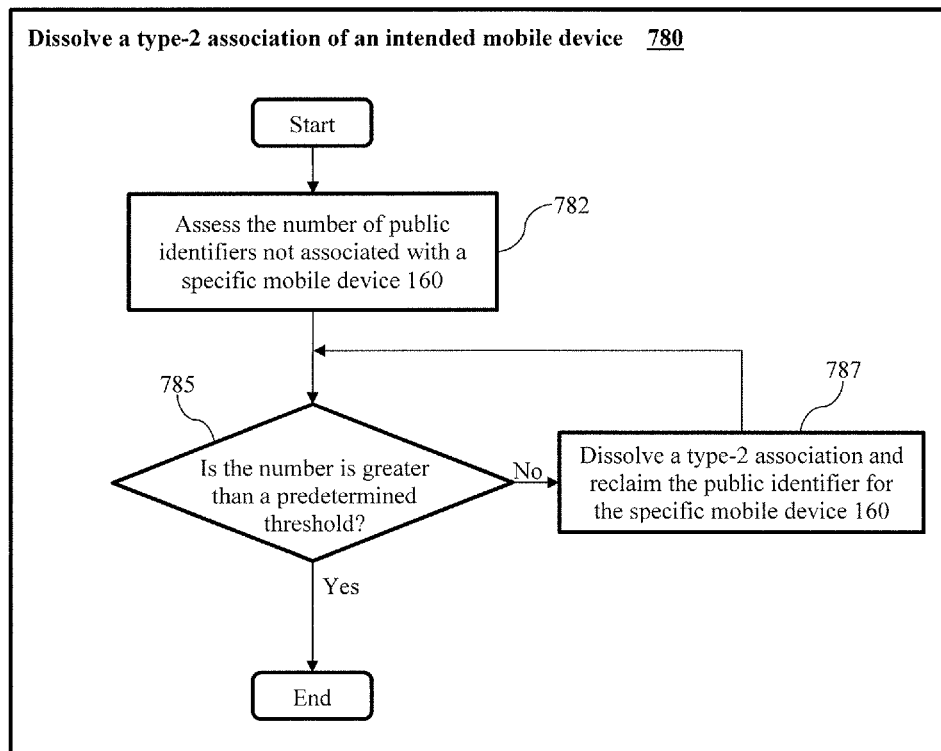 Dissolve a type-2 association of an intended mobile device 780
Start
782
Assess the number of public
identifiers not associated with a
specific mobile device 160
785
787
Is the number is greater
than a predetermined
threshold?
No
Dissolve a type-2 association and
reclaim the public identifier for
the specific mobile device 160
Yes
End